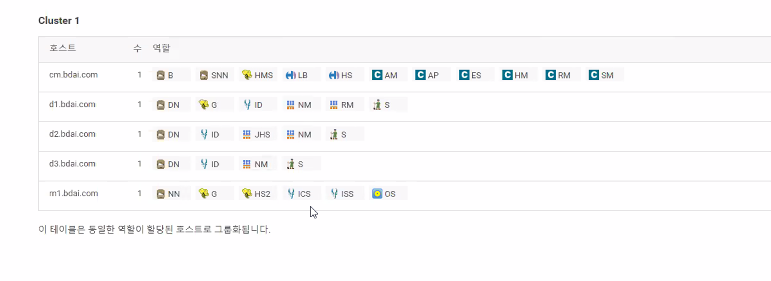 Cluster 1
호스트 수 역할
cm.bdai.com 1 B SNN HMS LB HS AM AP ES HM RM SM
d1.bdai.com 1 DN G ID NM RM S
d2.bdai.com 1 DN ID JHS NM S
d3.bdai.com 1 DN ID NM S
m1.bdai.com 1 NN G HS2 ICS ISS OS
이 테이블은 동일한 역할이 할당된 호스트로 그룹화됩니다.